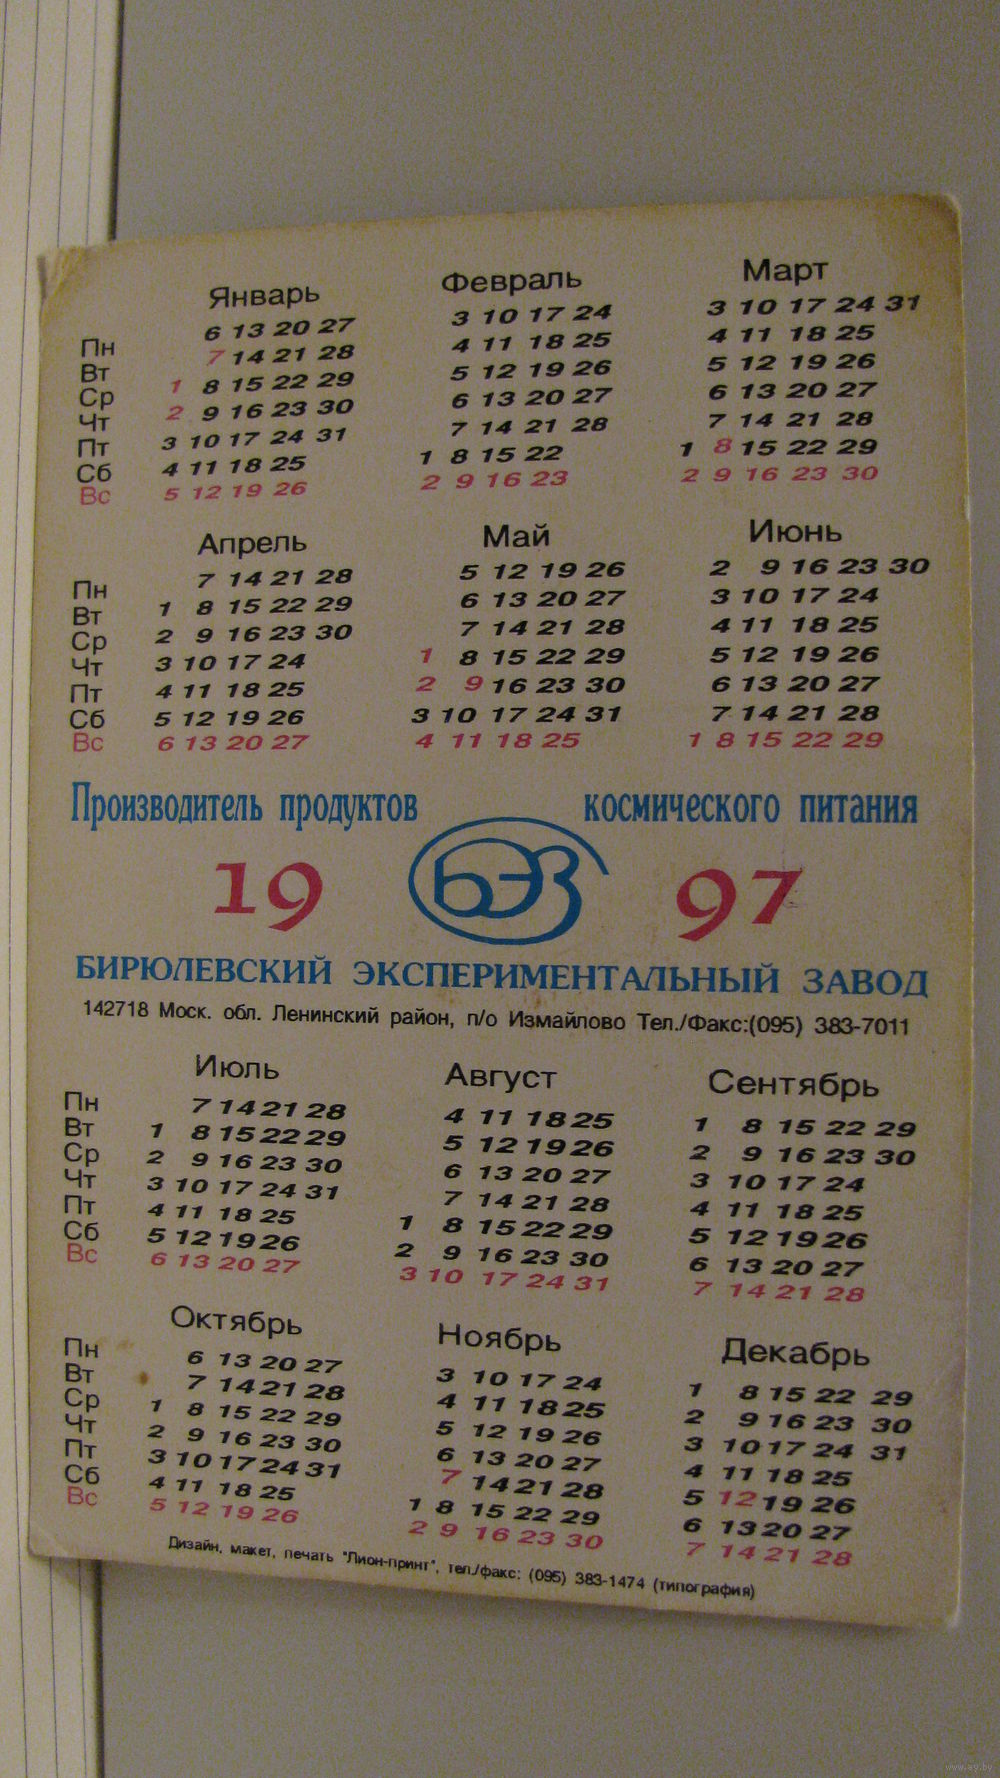 Январь Февраль Март
Пн 6 13 20 27 3 10 17 24 3 10 17 24 31
Вт 7 14 21 28 4 11 18 25 4 11 18 25
Ср 1 8 15 22 29 5 12 19 26 5 12 19 26
Чт 2 9 16 23 30 6 13 20 27 6 13 20 27
Пт 3 10 17 24 31 7 14 21 28 7 14 21 28
Сб 4 11 18 25 1 8 15 22 1 8 15 22 29
Вс 5 12 19 26 2 9 16 23 2 9 16 23 30
Апрель Май Июнь
Пн 7 14 21 28 5 12 19 26 2 9 16 23 30
Вт 1 8 15 22 29 6 13 20 27 3 10 17 24
Ср 2 9 16 23 30 7 14 21 28 4 11 18 25
Чт 3 10 17 24 1 8 15 22 29 5 12 19 26
Пт 4 11 18 25 2 9 16 23 30 6 13 20 27
Сб 5 12 19 26 3 10 17 24 31 7 14 21 28
Вс 6 13 20 27 4 11 18 25 1 8 15 22 29
Производитель продуктов космического питания
19 БЭЗ 97
БИРЮЛЕВСКИЙ ЭКСПЕРИМЕНТАЛЬНЫЙ ЗАВОД
142718 Моск. обл. Ленинский район, п/о Измайлово Тел./Факс:(095) 383-7011
Июль Август Сентябрь
Пн 7 14 21 28 4 11 18 25 1 8 15 22 29
Вт 1 8 15 22 29 5 12 19 26 2 9 16 23 30
Ср 2 9 16 23 30 6 13 20 27 3 10 17 24
Чт 3 10 17 24 31 7 14 21 28 4 11 18 25
Пт 4 11 18 25 1 8 15 22 29 5 12 19 26
Сб 5 12 19 26 2 9 16 23 30 6 13 20 27
Вс 6 13 20 27 3 10 17 24 31 7 14 21 28
Октябрь Ноябрь Декабрь
Пн 6 13 20 27 3 10 17 24 1 8 15 22 29
Вт 7 14 21 28 4 11 18 25 2 9 16 23 30
Ср 1 8 15 22 29 5 12 19 26 3 10 17 24 31
Чт 2 9 16 23 30 6 13 20 27 4 11 18 25
Пт 3 10 17 24 31 7 14 21 28 5 12 19 26
Сб 4 11 18 25 1 8 15 22 29 6 13 20 27
Вс 5 12 19 26 2 9 16 23 30 7 14 21 28
Дизайн, макет, печать "Лион-принт", тел./факс: (095) 383-1474 (типография)
www.ay.by